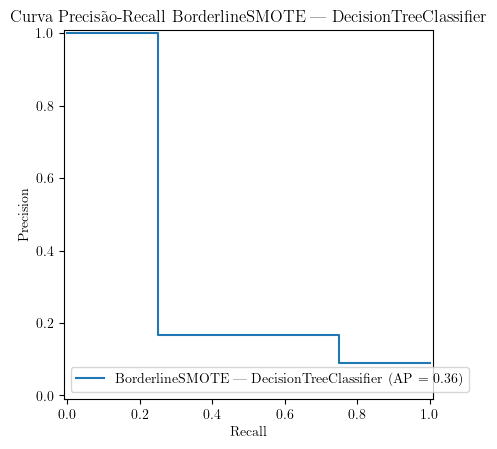 Curva Precisão-Recall BorderlineSMOTE — DecisionTreeClassifier
1.0
0.8
0.6
0.4
0.2
0.0
Precision
BorderlineSMOTE — DecisionTreeClassifier (AP = 0.36)
0.0 0.2 0.4 0.6 0.8 1.0
Recall